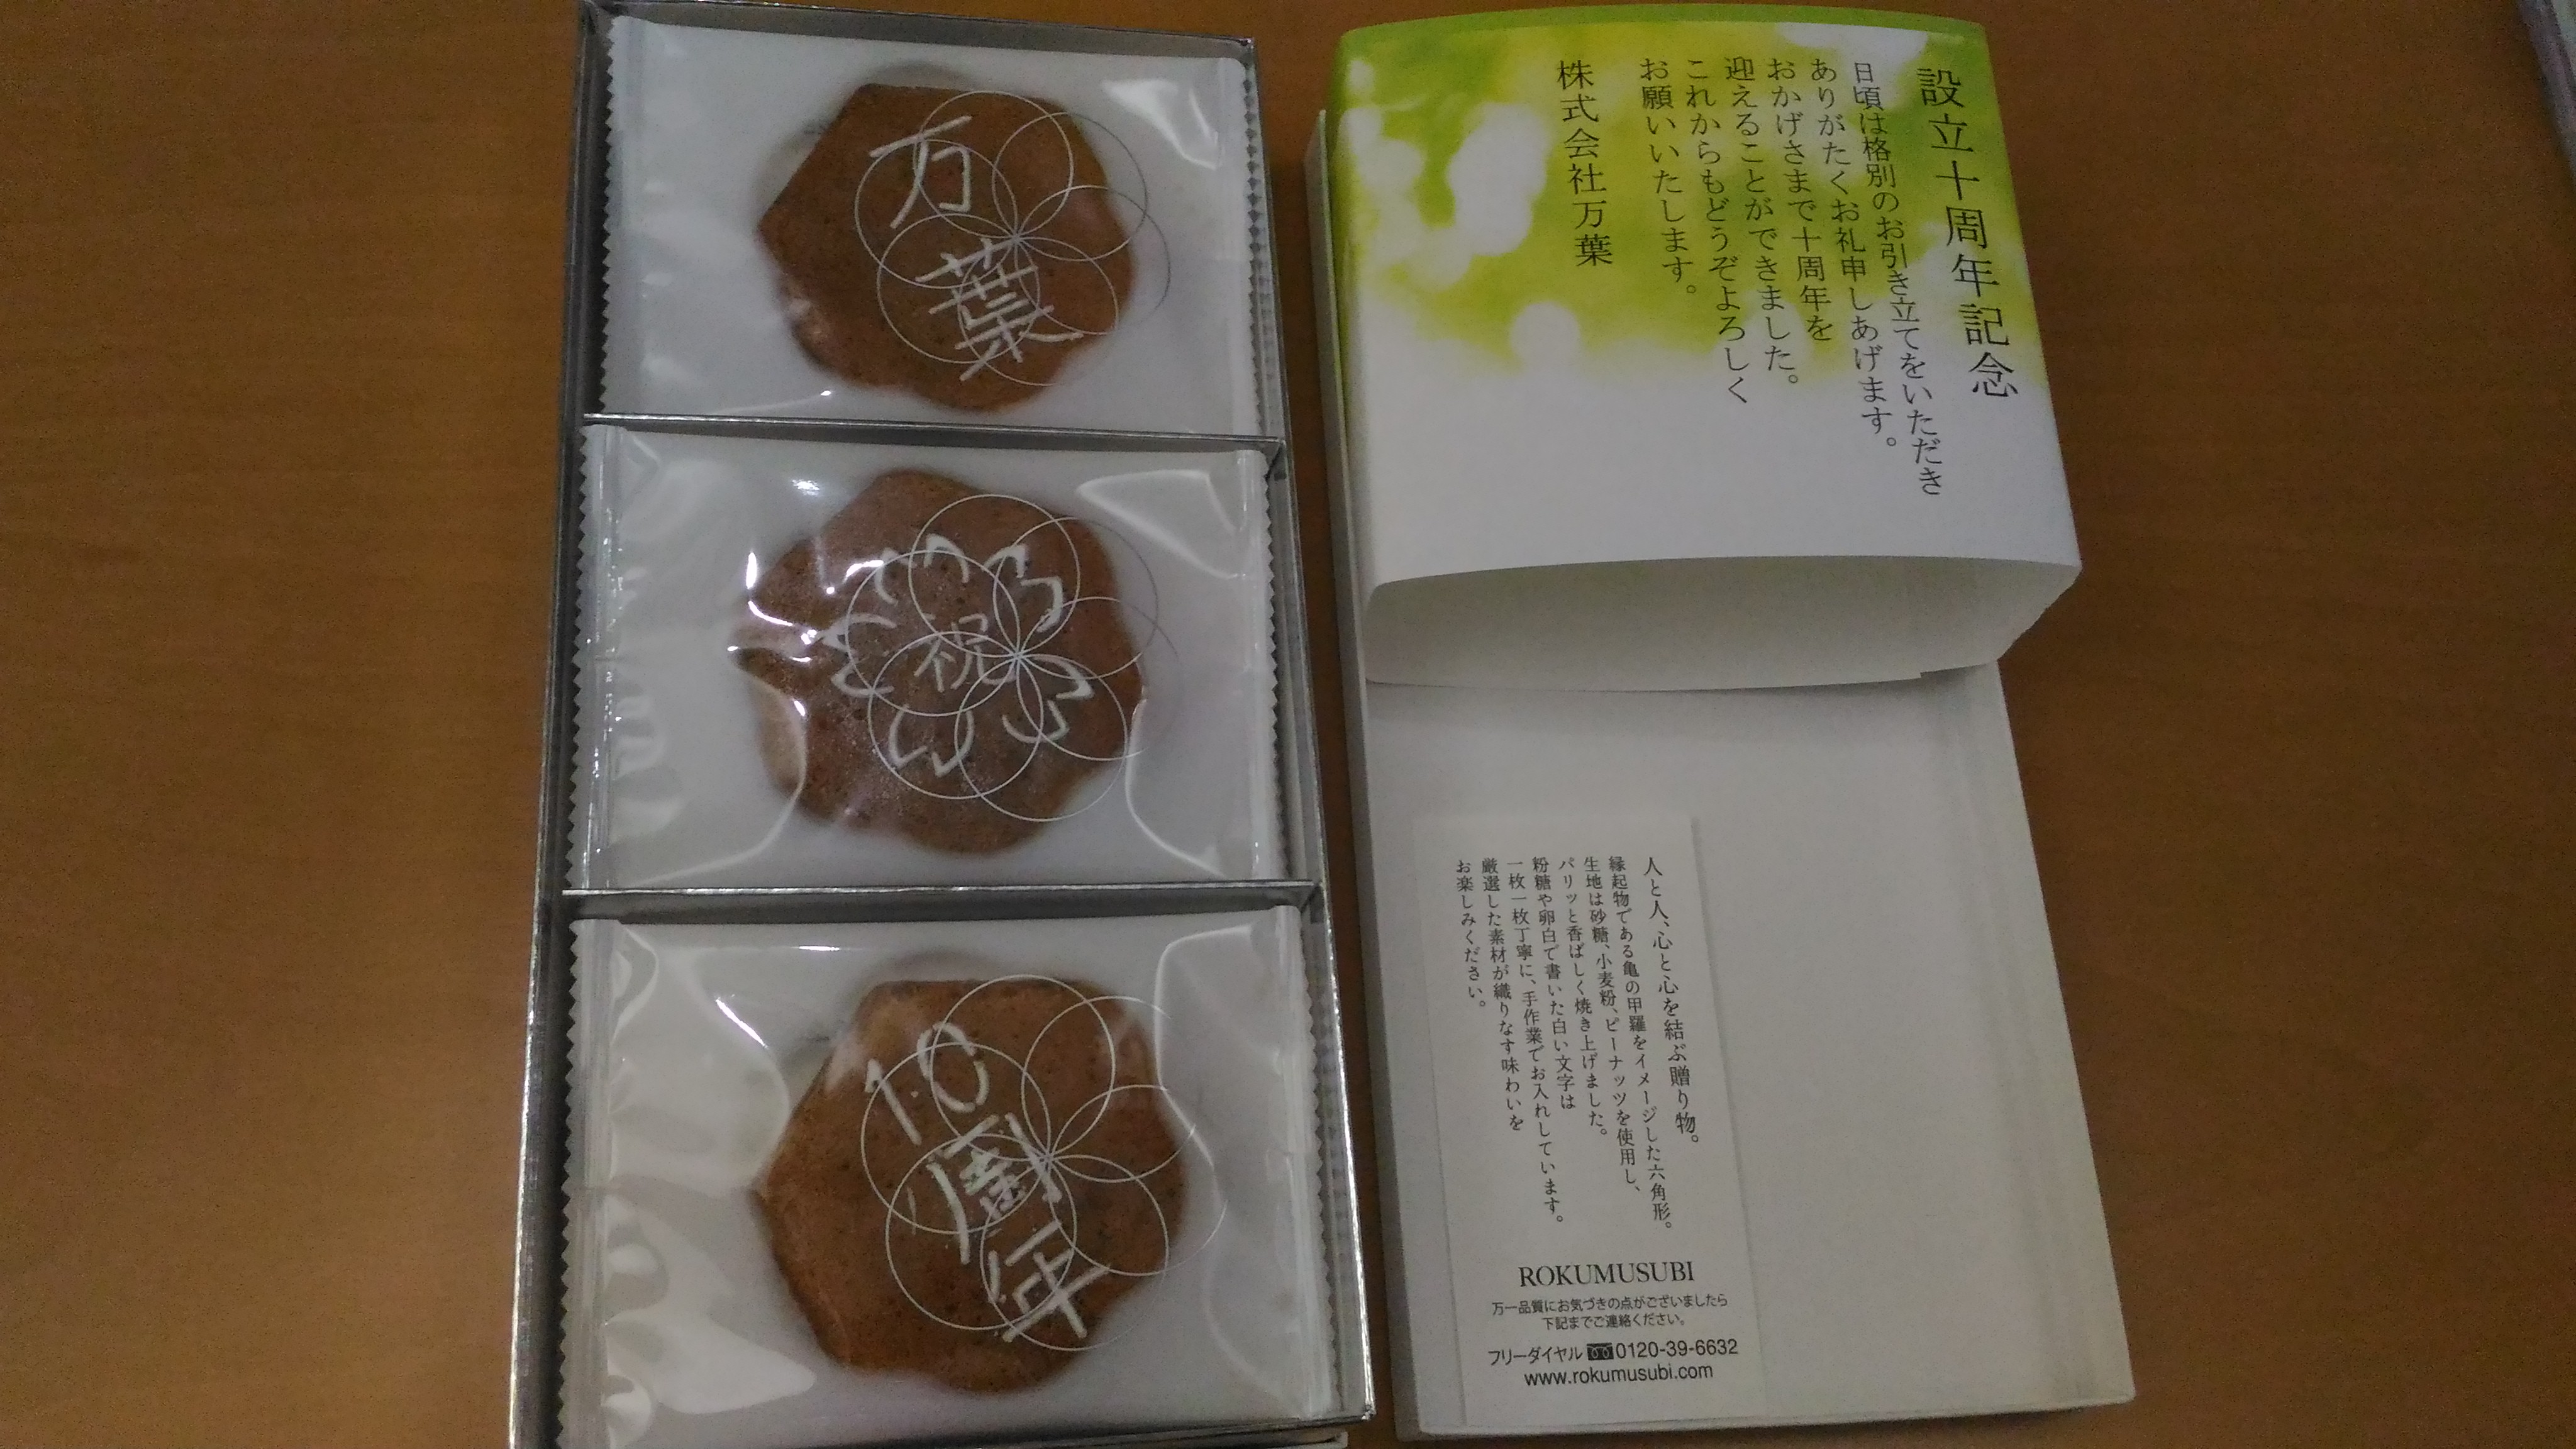 万葉
祝
10周年
設立十周年記念
日頃は格別のお引き立てをいただき
ありがたくお礼申しあげます。
おかげさまで十周年を
迎えることができました。
これからもどうぞよろしく
お願いいたします。
株式会社万葉
人と人、心と心を結ぶ贈り物。
縁起物である亀の甲羅をイメージした六角形。
生地は砂糖、小麦粉、ピーナッツを使用し、
パリッと香ばしく焼き上げました。
粉糖や卵白で書いた白い文字は
一枚一枚丁寧に、手作業でお入れしています。
厳選した素材が織りなす味わいを
お楽しみください。
ROKUMUSUBI
万一品質にお気づきの点がございましたら
下記までご連絡ください。
フリーダイヤル 0120-39-6632
www.rokumusubi.com